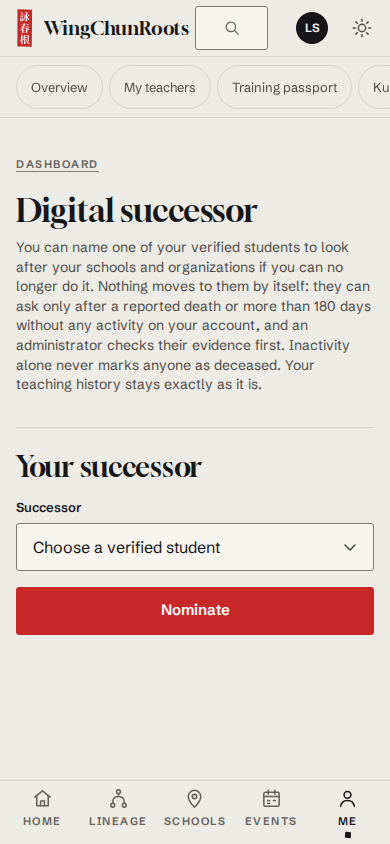 詠春根
WingChunRoots
LS
Overview
My teachers
Training passport
Ku
DASHBOARD
Digital successor
You can name one of your verified students to look
after your schools and organizations if you can no
longer do it. Nothing moves to them by itself: they can
ask only after a reported death or more than 180 days
without any activity on your account, and an
administrator checks their evidence first. Inactivity
alone never marks anyone as deceased. Your
teaching history stays exactly as it is.
Your successor
Successor
Choose a verified student
Nominate
HOME
LINEAGE
SCHOOLS
EVENTS
ME